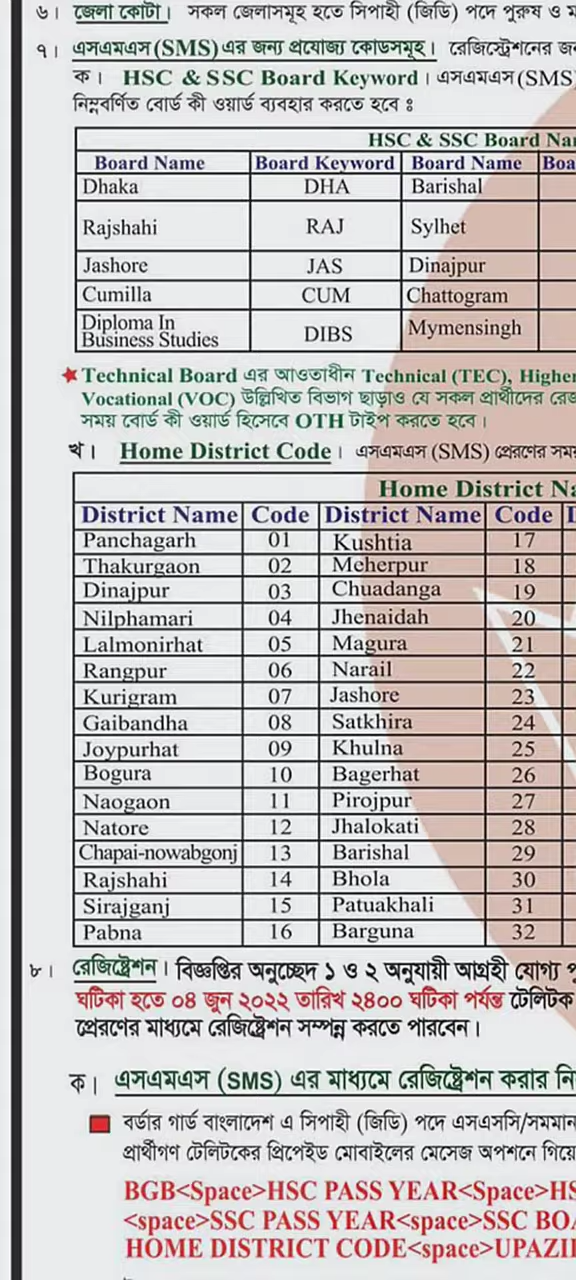 ৬। জেলা কোটা। সকল জেলাসমূহ হতে সিপাহী (জিডি) পদে পুরুষ ও
৭। এসএমএস (SMS) এর জন্য প্রযোজ্য কোডসমূহ। রেজিস্ট্রেশনের
ক। HSC & SSC Board Keyword। এসএমএস (SMS)
নিম্নবর্ণিত বোর্ড কী ওয়ার্ড ব্যবহার করতে হবে ঃ
HSC & SSC Board
Board Name Board Keyword Board Name
Dhaka DHA Barishal
Rajshahi RAJ Sylhet
Jashore JAS Dinajpur
Cumilla CUM Chattogram
Diploma In Business Studies DIBS Mymensingh
★ Technical Board এর আওতাধীন Technical (TEC), Higher
Vocational (VOC) উল্লিখিত বিভাগ ছাড়াও যে সকল প্রার্থীদের
সময় বোর্ড কী ওয়ার্ড হিসেবে OTH টাইপ করতে হবে।
খ। Home District Code। এসএমএস (SMS) প্রেরণের
Home District
District Name Code District Name Code
Panchagarh 01 Kushtia 17
Thakurgaon 02 Meherpur 18
Dinajpur 03 Chuadanga 19
Nilphamari 04 Jhenaidah 20
Lalmonirhat 05 Magura 21
Rangpur 06 Narail 22
Kurigram 07 Jashore 23
Gaibandha 08 Satkhira 24
Joypurhat 09 Khulna 25
Bogura 10 Bagerhat 26
Naogaon 11 Pirojpur 27
Natore 12 Jhalokati 28
Chapai-nowabgonj 13 Barishal 29
Rajshahi 14 Bhola 30
Sirajganj 15 Patuakhali 31
Pabna 16 Barguna 32
৮। রেজিস্ট্রেশন। বিজ্ঞপ্তির অনুচ্ছেদ ১ ও ২ অনুযায়ী আগ্রহী যোগ্য
ঘটিকা হতে ০৪ জুন ২০২২ তারিখ ২৪০০ ঘটিকা পর্যন্ত টেলিটক
প্রেরণের মাধ্যমে রেজিস্ট্রেশন সম্পন্ন করতে পারবেন।
ক। এসএমএস (SMS) এর মাধ্যমে রেজিস্ট্রেশন করার
বর্ডার গার্ড বাংলাদেশ এ সিপাহী (জিডি) পদে এসএসসি/সমমান
প্রার্থীগণ টেলিটকের প্রিপেইড মোবাইলের মেসেজ অপশনে গিয়ে
BGB<Space>HSC PASS YEAR<Space>
<space>SSC PASS YEAR<space>SSC
HOME DISTRICT CODE<space>